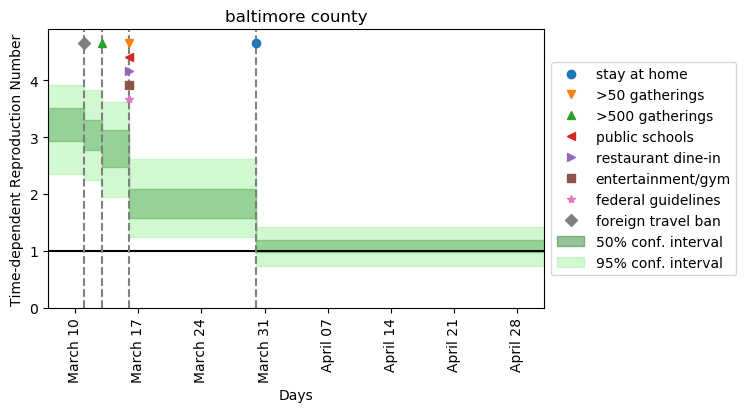 baltimore county
Time-dependent Reproduction Number
4
3
2
1
0
March 10
March 17
March 24
March 31
April 07
April 14
April 21
April 28
Days
stay at home
>50 gatherings
>500 gatherings
public schools
restaurant dine-in
entertainment/gym
federal guidelines
foreign travel ban
50% conf. interval
95% conf. interval